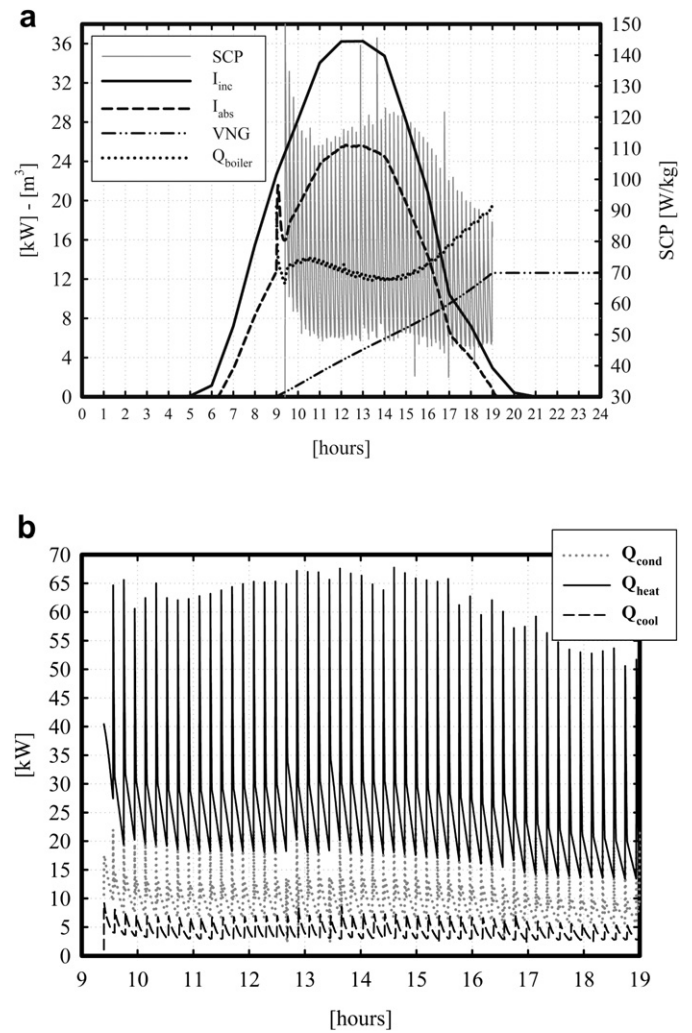 a
36
32
28
24
20
16
12
8
4
0
[kW] - [m³]
SCP
I_inc
I_abs
VNG
Q_boiler
150
140
130
120
110
100
90
80
70
60
50
40
30
SCP [W/kg]
0 1 2 3 4 5 6 7 8 9 10 11 12 13 14 15 16 17 18 19 20 21 22 23 24
[hours]
b
70
65
60
55
50
45
40
35
30
25
20
15
10
5
0
[kW]
Q_cond
Q_heat
Q_cool
9 10 11 12 13 14 15 16 17 18 19
[hours]